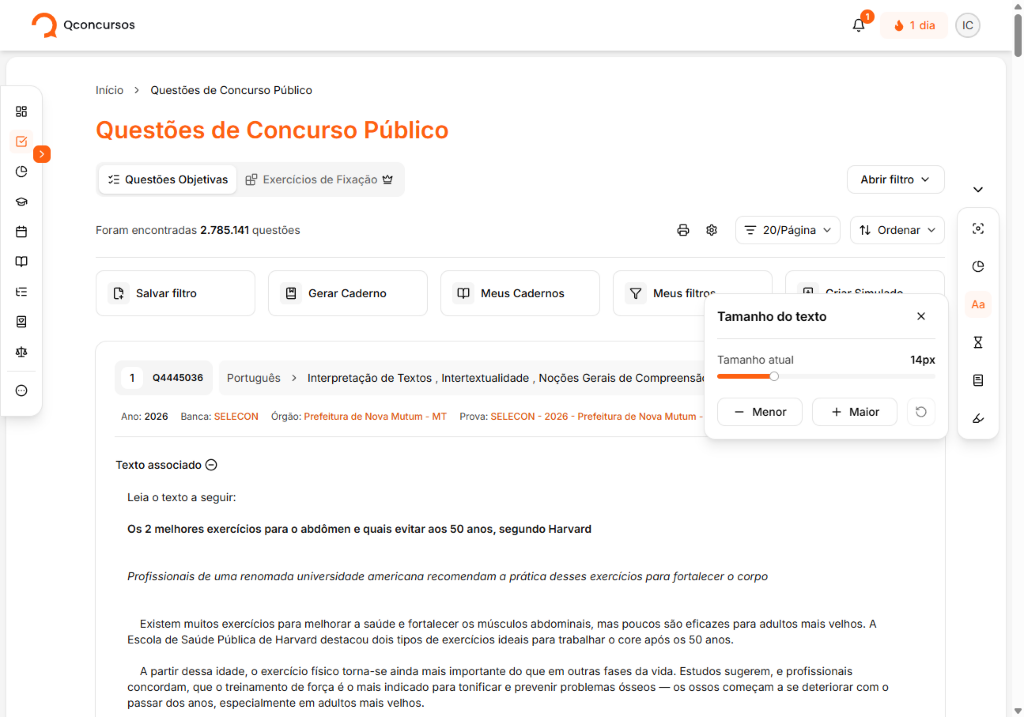 Qconcursos
1
1 dia
IC
Início > Questões de Concurso Público
Questões de Concurso Público
Questões Objetivas
Exercícios de Fixação
Abrir filtro
Foram encontradas 2.785.141 questões
20/Página
Ordenar
Salvar filtro
Gerar Caderno
Meus Cadernos
Meus filtros
Criar Simulado
Aa
Tamanho do texto
Tamanho atual 14px
Menor
Maior
1 Q4445036 Português > Interpretação de Textos , Intertextualidade , Noções Gerais de Compreensão
Ano: 2026 Banca: SELECON Órgão: Prefeitura de Nova Mutum - MT Prova: SELECON - 2026 - Prefeitura de Nova Mutum -
Texto associado
Leia o texto a seguir:
Os 2 melhores exercícios para o abdômen e quais evitar aos 50 anos, segundo Harvard
Profissionais de uma renomada universidade americana recomendam a prática desses exercícios para fortalecer o corpo
Existem muitos exercícios para melhorar a saúde e fortalecer os músculos abdominais, mas poucos são eficazes para adultos mais velhos. A
Escola de Saúde Pública de Harvard destacou dois tipos de exercícios ideais para trabalhar o core após os 50 anos.
A partir dessa idade, o exercício físico torna-se ainda mais importante do que em outras fases da vida. Estudos sugerem, e profissionais
concordam, que o treinamento de força é o mais indicado para tonificar e prevenir problemas ósseos — os ossos começam a se deteriorar com o
passar dos anos, especialmente em adultos mais velhos.